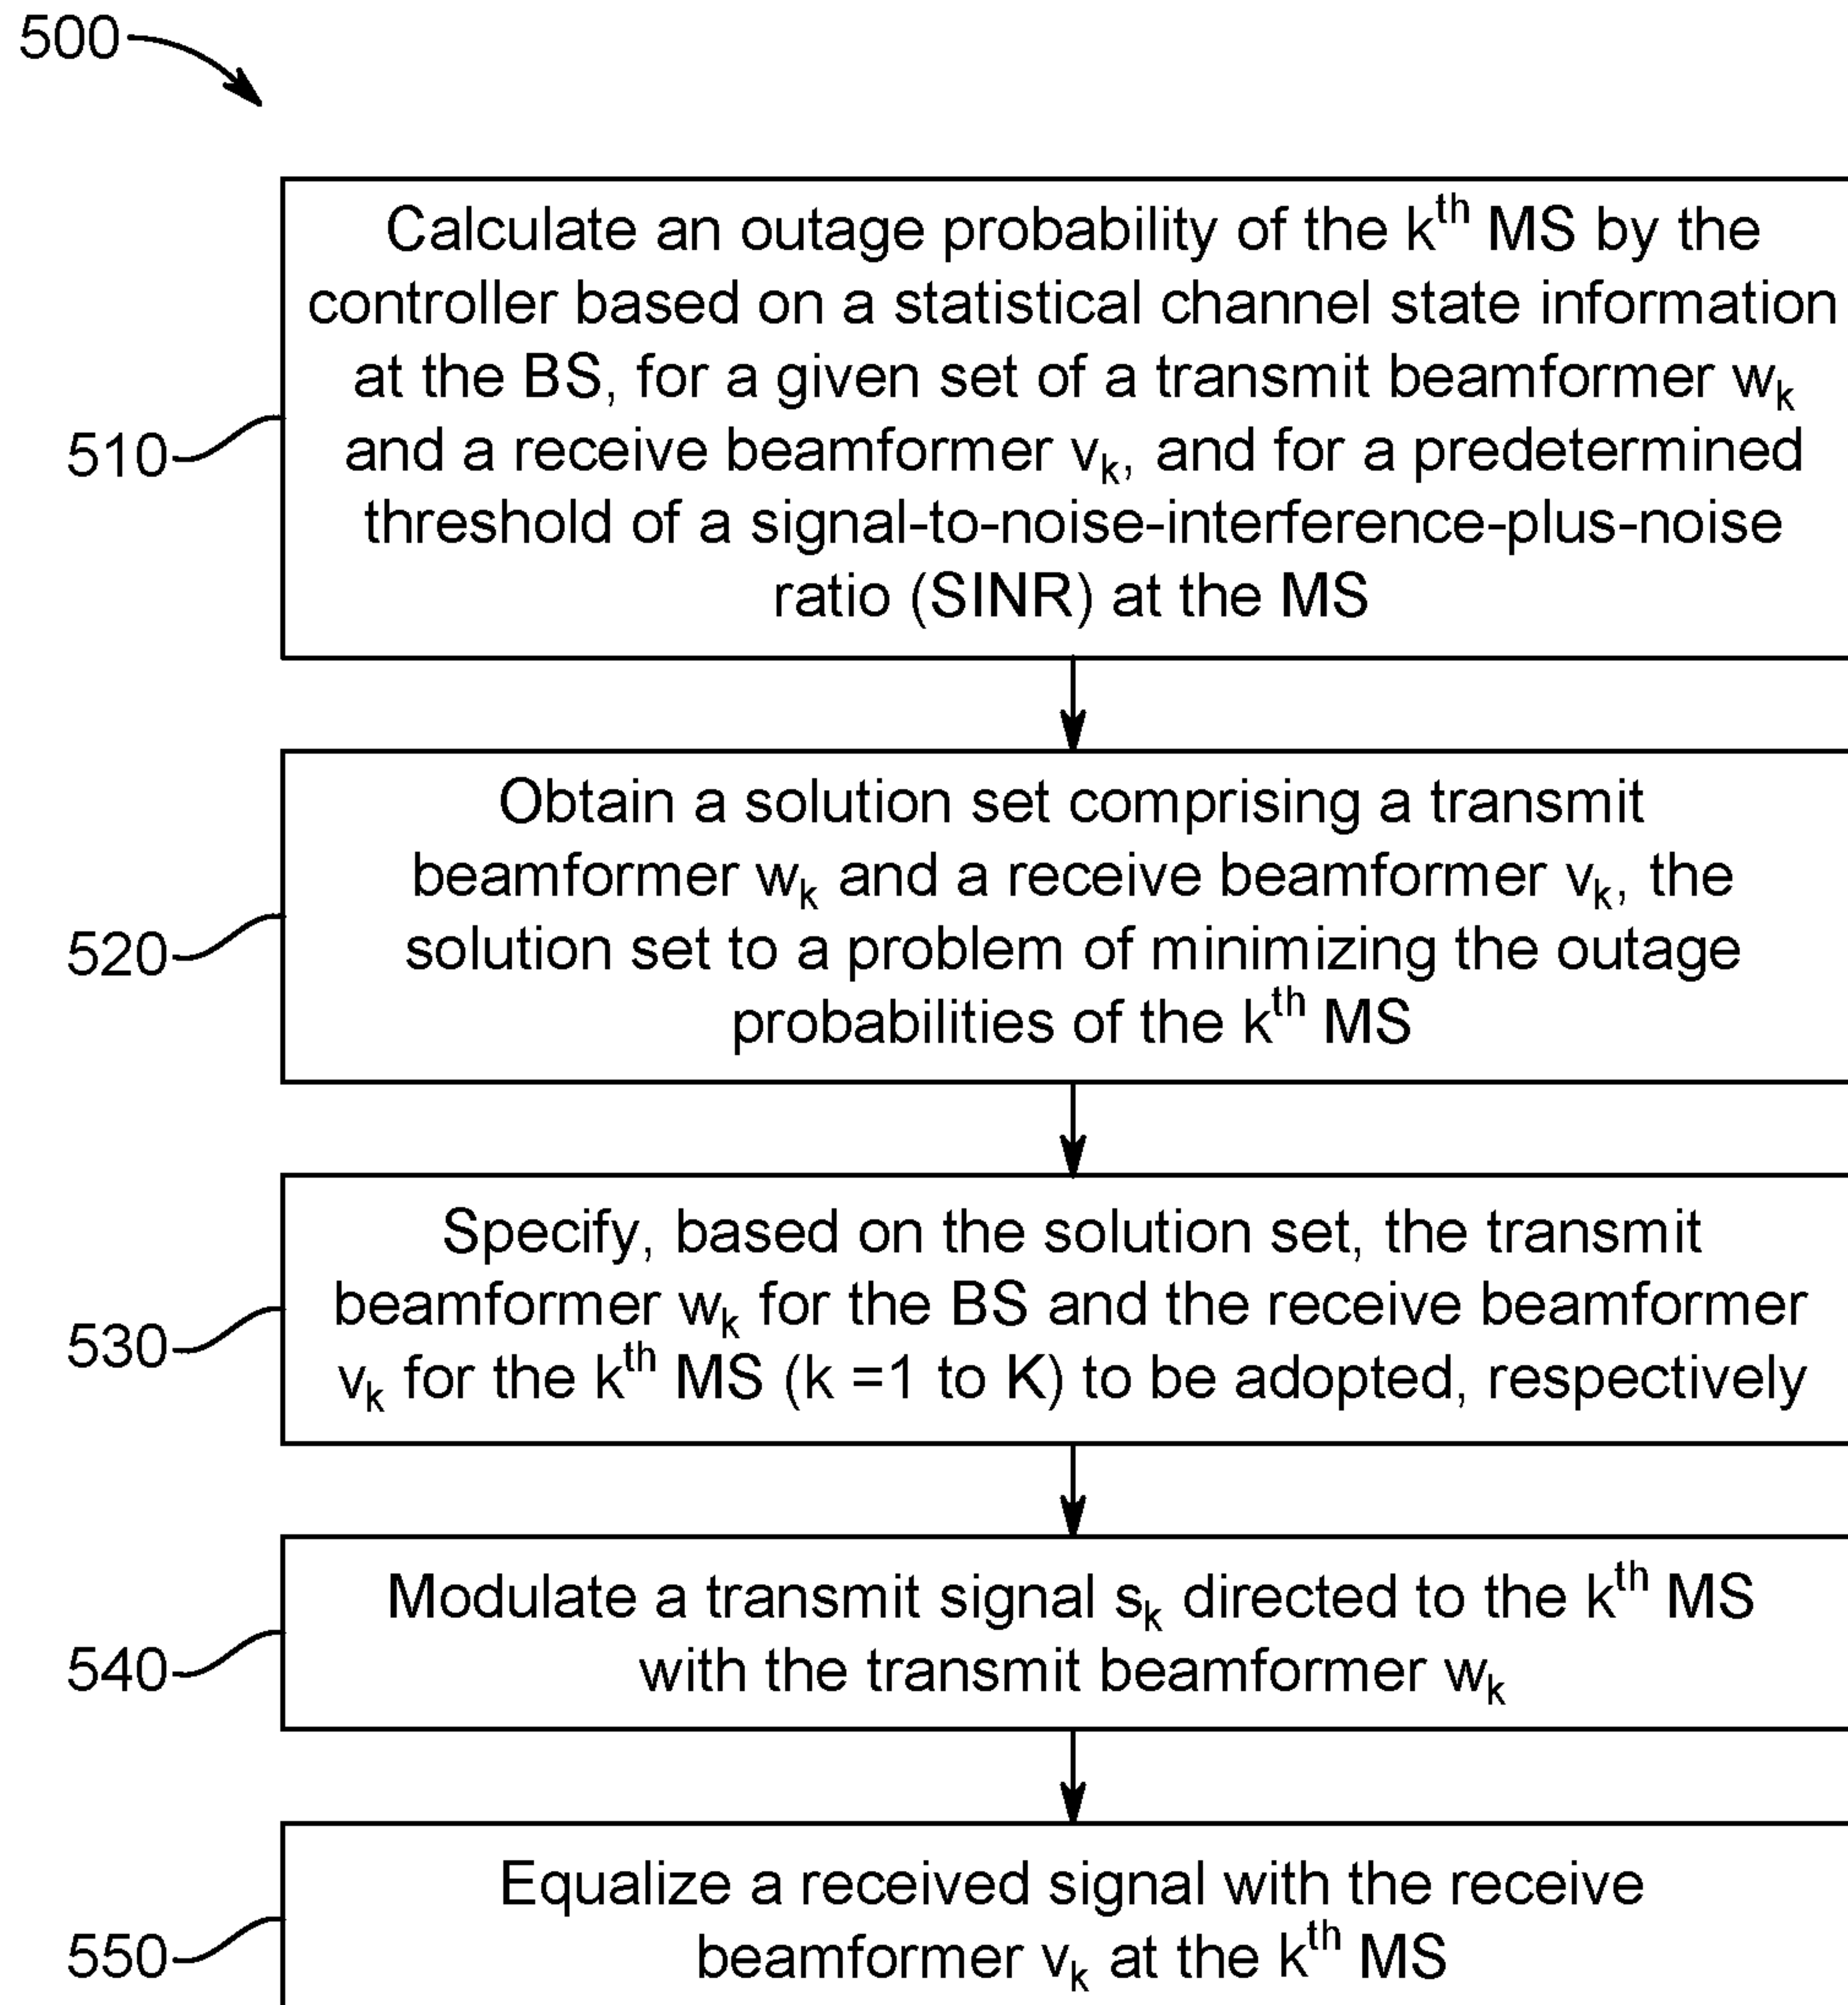 500
Calculate an outage probability of the kᵗʰ MS by the
controller based on a statistical channel state information
at the BS, for a given set of a transmit beamformer wₖ
and a receive beamformer vₖ, and for a predetermined
threshold of a signal-to-noise-interference-plus-noise
ratio (SINR) at the MS
510
Obtain a solution set comprising a transmit
beamformer wₖ and a receive beamformer vₖ, the
solution set to a problem of minimizing the outage
probabilities of the kᵗʰ MS
520
Specify, based on the solution set, the transmit
beamformer wₖ for the BS and the receive beamformer
vₖ for the kᵗʰ MS (k =1 to K) to be adopted, respectively
530
Modulate a transmit signal sₖ directed to the kᵗʰ MS
with the transmit beamformer wₖ
540
Equalize a received signal with the receive
beamformer vₖ at the kᵗʰ MS
550